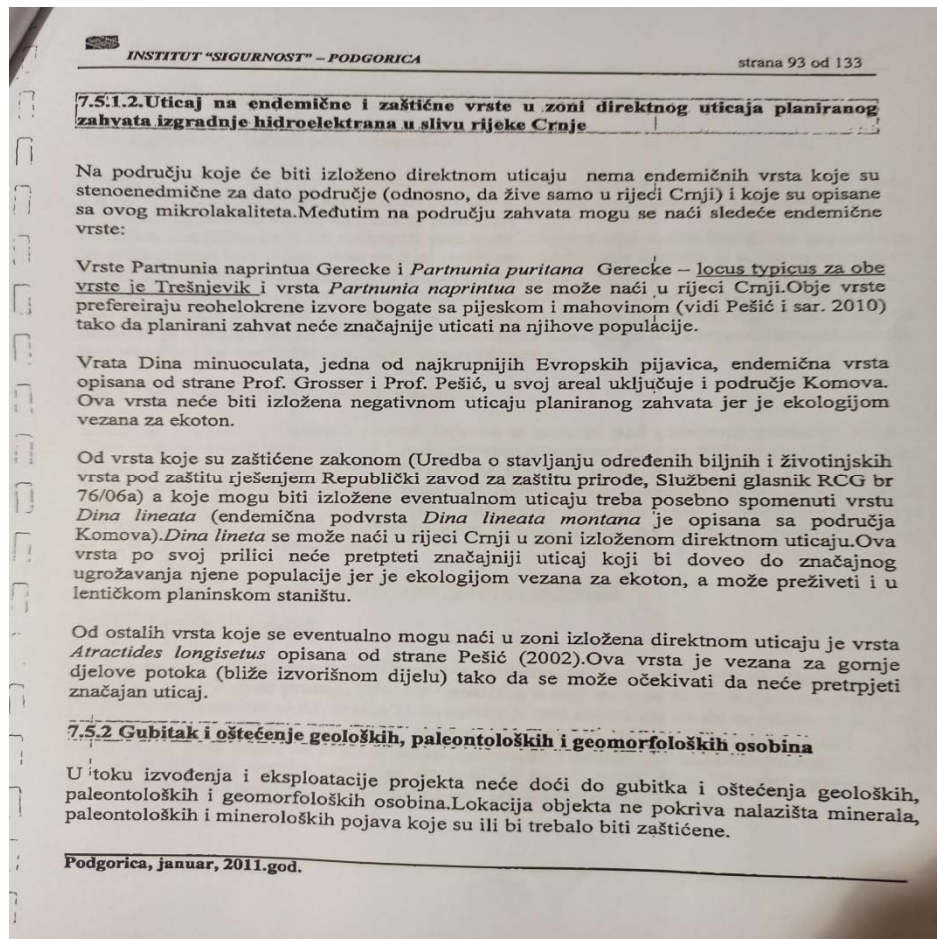 INSTITUT "SIGURNOST" – PODGORICA
strana 93 od 133
7.5.1.2.Uticaj na endemične i zaštićne vrste u zoni direktnog uticaja planiranog
zahvata izgradnje hidroelektrana u slivu rijeke Crnje
Na području koje će biti izloženo direktnom uticaju nema endemičnih vrsta koje su
stenoenedmične za dato područje (odnosno, da žive samo u rijeci Crnji) i koje su opisane
sa ovog mikrolakaliteta.Međutim na području zahvata mogu se naći sledeće endemične
vrste:
Vrste Partnunia naprintua Gerecke i Partnunia puritana Gerecke – locus typicus za obe
vrste je Trešnjevik i vrsta Partnunia naprintua se može naći u rijeci Crnji.Obje vrste
prefereiraju reohelokrene izvore bogate sa pijeskom i mahovinom (vidi Pešić i sar. 2010)
tako da planirani zahvat neće značajnije uticati na njihove populacije.
Vrata Dina minuoculata, jedna od najkrupnijih Evropskih pijavica, endemična vrsta
opisana od strane Prof. Grosser i Prof. Pešić, u svoj areal uključuje i područje Komova.
Ova vrsta neće biti izložena negativnom uticaju planiranog zahvata jer je ekologijom
vezana za ekoton.
Od vrsta koje su zaštićene zakonom (Uredba o stavljanju određenih biljnih i životinjskih
vrsta pod zaštitu rješenjem Republički zavod za zaštitu prirode, Službeni glasnik RCG br
76/06a) a koje mogu biti izložene eventualnom uticaju treba posebno spomenuti vrstu
Dina lineata (endemična podvrsta Dina lineata montana je opisana sa područja
Komova).Dina lineta se može naći u rijeci Crnji u zoni izloženom direktnom uticaju.Ova
vrsta po svoj prilici neće pretpteti značajniji uticaj koji bi doveo do značajnog
ugrožavanja njene populacije jer je ekologijom vezana za ekoton, a može preživeti i u
lentičkom planinskom staništu.
Od ostalih vrsta koje se eventualno mogu naći u zoni izložena direktnom uticaju je vrsta
Atractides longisetus opisana od strane Pešić (2002).Ova vrsta je vezana za gornje
djelove potoka (bliže izvorišnom dijelu) tako da se može očekivati da neće pretrpjeti
značajan uticaj.
7.5.2 Gubitak i oštećenje geoloških, paleontoloških i geomorfoloških osobina
U toku izvođenja i eksploatacije projekta neće doći do gubitka i oštećenja geoloških,
paleontoloških i geomorfoloških osobina.Lokacija objekta ne pokriva nalazišta minerala,
paleontoloških i mineroloških pojava koje su ili bi trebalo biti zaštićene.
Podgorica, januar, 2011.god.